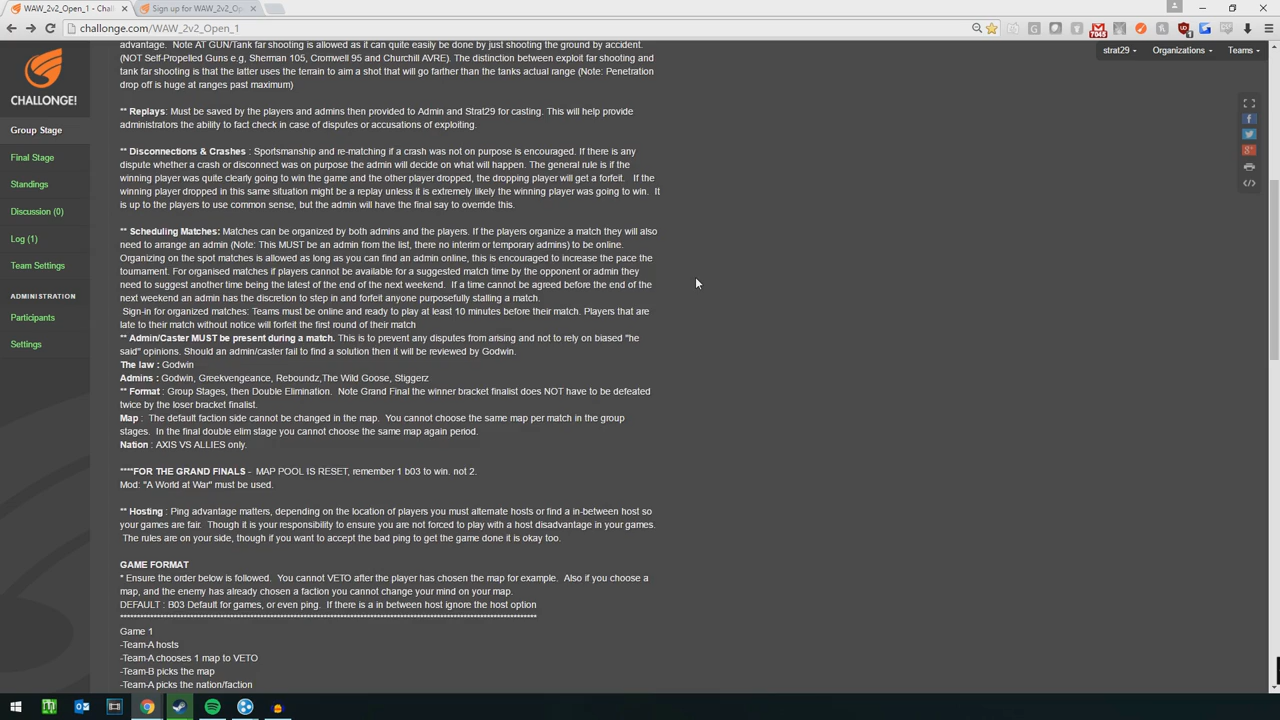 WAW_2v2_Open_1 - Chall
Sign up for WAW_2v2_Op
challonge.com/WAW_2v2_Open_1
7045
CHALLONGE!
strat29
Organizations
Teams
Group Stage
Final Stage
Standings
Discussion (0)
Log (1)
Team Settings
ADMINISTRATION
Participants
Settings
advantage. Note AT GUN/Tank far shooting is allowed as it can quite easily be done by just shooting the ground by accident.
(NOT Self-Propelled Guns e.g, Sherman 105, Cromwell 95 and Churchill AVRE). The distinction between exploit far shooting and
tank far shooting is that the latter uses the terrain to aim a shot that will go farther than the tanks actual range (Note: Penetration
drop off is huge at ranges past maximum)
** Replays: Must be saved by the players and admins then provided to Admin and Strat29 for casting. This will help provide
administrators the ability to fact check in case of disputes or accusations of exploiting.
** Disconnections & Crashes : Sportsmanship and re-matching if a crash was not on purpose is encouraged. If there is any
dispute whether a crash or disconnect was on purpose the admin will decide on what will happen. The general rule is if the
winning player was quite clearly going to win the game and the other player dropped, the dropping player will get a forfeit. If the
winning player dropped in this same situation might be a replay unless it is extremely likely the winning player was going to win. It
is up to the players to use common sense, but the admin will have the final say to override this.
** Scheduling Matches: Matches can be organized by both admins and the players. If the players organize a match they will also
need to arrange an admin (Note: This MUST be an admin from the list, there no interim or temporary admins) to be online.
Organizing on the spot matches is allowed as long as you can find an admin online, this is encouraged to increase the pace the
tournament. For organised matches if players cannot be available for a suggested match time by the opponent or admin they
need to suggest another time being the latest of the end of the next weekend. If a time cannot be agreed before the end of the
next weekend an admin has the discretion to step in and forfeit anyone purposefully stalling a match.
Sign-in for organized matches: Teams must be online and ready to play at least 10 minutes before their match. Players that are
late to their match without notice will forfeit the first round of their match
** Admin/Caster MUST be present during a match. This is to prevent any disputes from arising and not to rely on biased "he
said" opinions. Should an admin/caster fail to find a solution then it will be reviewed by Godwin.
The law : Godwin
Admins : Godwin, Greekvengeance, Reboundz,The Wild Goose, Stiggerz
** Format : Group Stages, then Double Elimination. Note Grand Final the winner bracket finalist does NOT have to be defeated
twice by the loser bracket finalist.
Map : The default faction side cannot be changed in the map. You cannot choose the same map per match in the group
stages. In the final double elim stage you cannot choose the same map again period.
Nation : AXIS VS ALLIES only.
****FOR THE GRAND FINALS - MAP POOL IS RESET, remember 1 b03 to win. not 2.
Mod: "A World at War" must be used.
** Hosting : Ping advantage matters, depending on the location of players you must alternate hosts or find a in-between host so
your games are fair. Though it is your responsibility to ensure you are not forced to play with a host disadvantage in your games.
The rules are on your side, though if you want to accept the bad ping to get the game done it is okay too.
GAME FORMAT
* Ensure the order below is followed. You cannot VETO after the player has chosen the map for example. Also if you choose a
map, and the enemy has already chosen a faction you cannot change your mind on your map.
DEFAULT : B03 Default for games, or even ping. If there is a in between host ignore the host option
Game 1
-Team-A hosts
-Team-A chooses 1 map to VETO
-Team-B picks the map
-Team-A picks the nation/faction